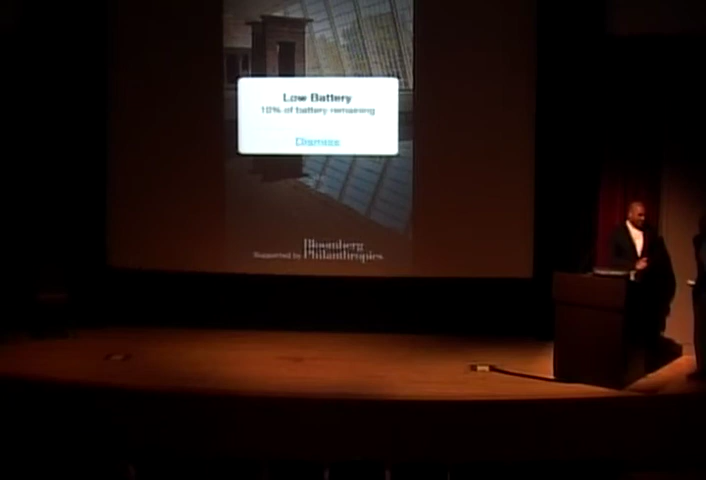 Low Battery
10% of battery remaining
Dismiss
Supported by Bloomberg
Philanthropies